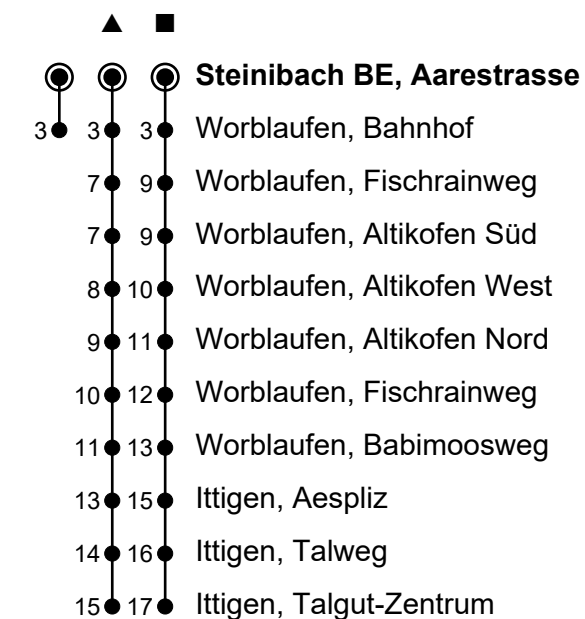 ▲ ■
Steinibach BE, Aarestrasse
3 3 3 Worblaufen, Bahnhof
7 9 Worblaufen, Fischrainweg
7 9 Worblaufen, Altikofen Süd
8 10 Worblaufen, Altikofen West
9 11 Worblaufen, Altikofen Nord
10 12 Worblaufen, Fischrainweg
11 13 Worblaufen, Babimoosweg
13 15 Ittigen, Aespliz
14 16 Ittigen, Talweg
15 17 Ittigen, Talgut-Zentrum